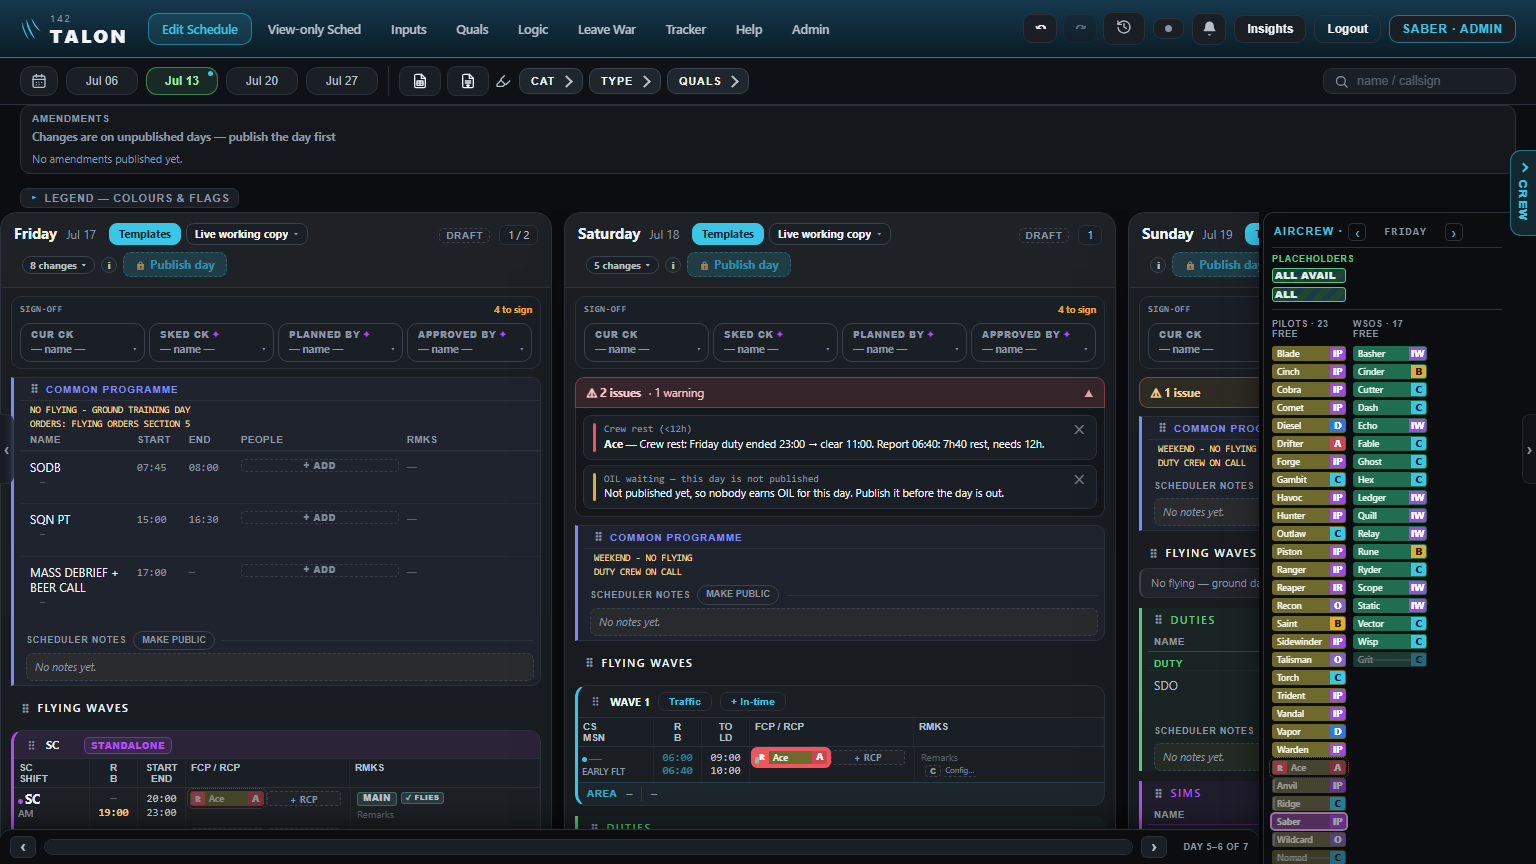 142
TALON
Edit Schedule
View-only Sched
Inputs
Quals
Logic
Leave War
Tracker
Help
Admin
Insights
Logout
SABER · ADMIN
Jul 06
Jul 13
Jul 20
Jul 27
CAT
TYPE
QUALS
name / callsign
AMENDMENTS
Changes are on unpublished days — publish the day first
No amendments published yet.
CREW
LEGEND — COLOURS & FLAGS
Friday Jul 17 Templates Live working copy DRAFT 1 / 2
8 changes i Publish day
SIGN-OFF 4 to sign
CUR CK SKED CK PLANNED BY APPROVED BY
— name — — name — — name — — name —
COMMON PROGRAMME
NO FLYING - GROUND TRAINING DAY
ORDERS: FLYING ORDERS SECTION 5
NAME START END PEOPLE RMKS
SODB 07:45 08:00 + ADD —
—
SQN PT 15:00 16:30 + ADD —
—
MASS DEBRIEF + 17:00 — + ADD —
BEER CALL
—
SCHEDULER NOTES MAKE PUBLIC
No notes yet.
FLYING WAVES
SC STANDALONE
SC R START FCP / RCP RMKS
SHIFT B END
SC — 20:00 R Ace A + RCP MAIN ✓ FLIES
AM 19:00 23:00 Remarks
Saturday Jul 18 Templates Live working copy DRAFT 1
5 changes i Publish day
SIGN-OFF 4 to sign
CUR CK SKED CK PLANNED BY APPROVED BY
— name — — name — — name — — name —
2 issues · 1 warning
Crew rest (<12h)
Ace — Crew rest: Friday duty ended 23:00 → clear 11:00. Report 06:40: 7h40 rest, needs 12h.
OIL waiting — this day is not published
Not published yet, so nobody earns OIL for this day. Publish it before the day is out.
COMMON PROGRAMME
WEEKEND - NO FLYING
DUTY CREW ON CALL
SCHEDULER NOTES MAKE PUBLIC
No notes yet.
FLYING WAVES
WAVE 1 Traffic + In-time
CS R TO FCP / RCP RMKS
MSN B LD
— 06:00 09:00 R Ace A + RCP Remarks
EARLY FLT 06:40 10:00 C Config...
AREA — —
DUTIES
Sunday Jul 19
i Publish day
SIGN-OFF
CUR CK
— name —
1 issue
COMMON PROG
WEEKEND - NO FLYING
DUTY CREW ON CALL
SCHEDULER NOTES
No notes yet.
FLYING WAVES
No flying — ground da
DUTIES
NAME
DUTY
SDO
SCHEDULER NOTES
No notes yet.
SIMS
NAME
AIRCREW · FRIDAY
PLACEHOLDERS
ALL AVAIL
ALL
PILOTS · 23 FREE
WSOS · 17 FREE
Blade IP Basher IW
Cinch IP Cinder B
Cobra IP Cutter C
Comet IP Dash C
Diesel D Echo IW
Drifter A Fable C
Forge IP Ghost C
Gambit C Hex C
Havoc IP Ledger IW
Hunter IP Quill IW
Outlaw C Relay IW
Piston IP Rune B
Ranger IP Ryder C
Reaper IR Scope IW
Recon O Static IW
Saint B Vector C
Sidewinder IP Wisp C
Talisman O Grit C
Torch C
Trident IP
Vandal IP
Vapor D
Warden IP
R Ace A
Anvil IP
Ridge C
Saber IP
Wildcard O
Nomad C
DAY 5–6 OF 7